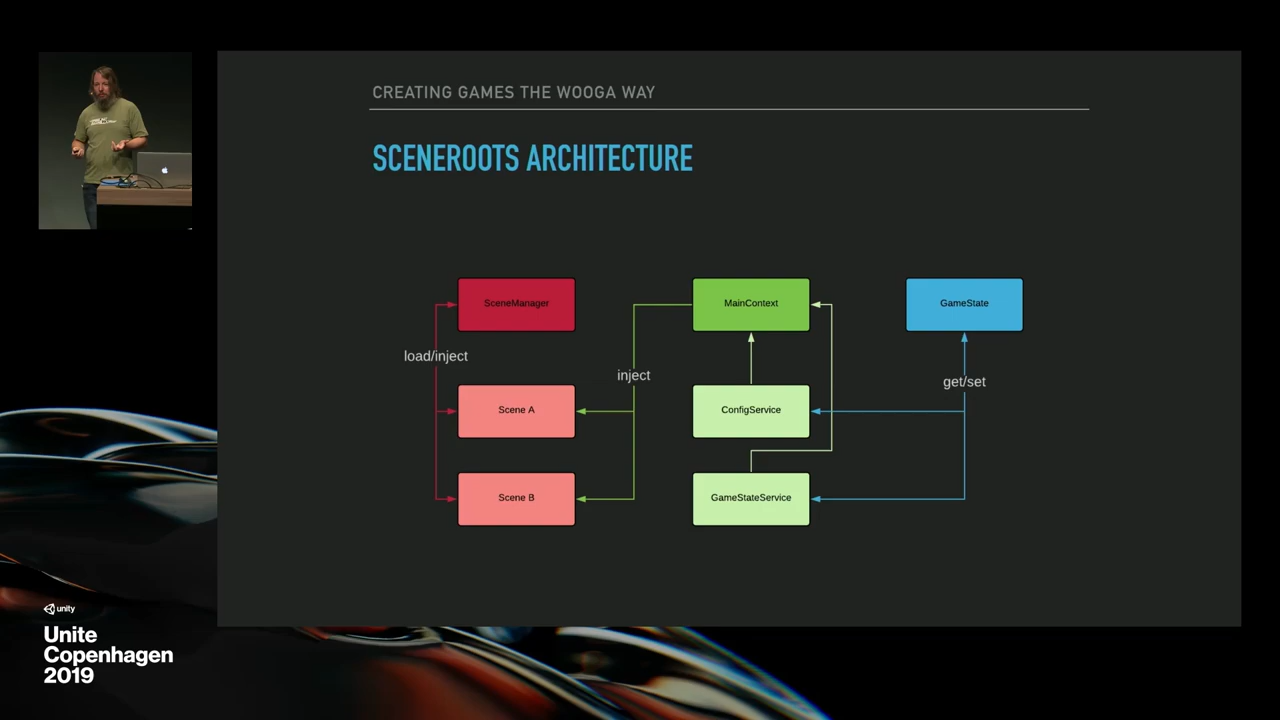 CREATING GAMES THE WOOGA WAY
SCENEROOTS ARCHITECTURE
SceneManager
MainContext
GameState
load/inject
inject
get/set
Scene A
ConfigService
Scene B
GameStateService
unity
Unite
Copenhagen
2019